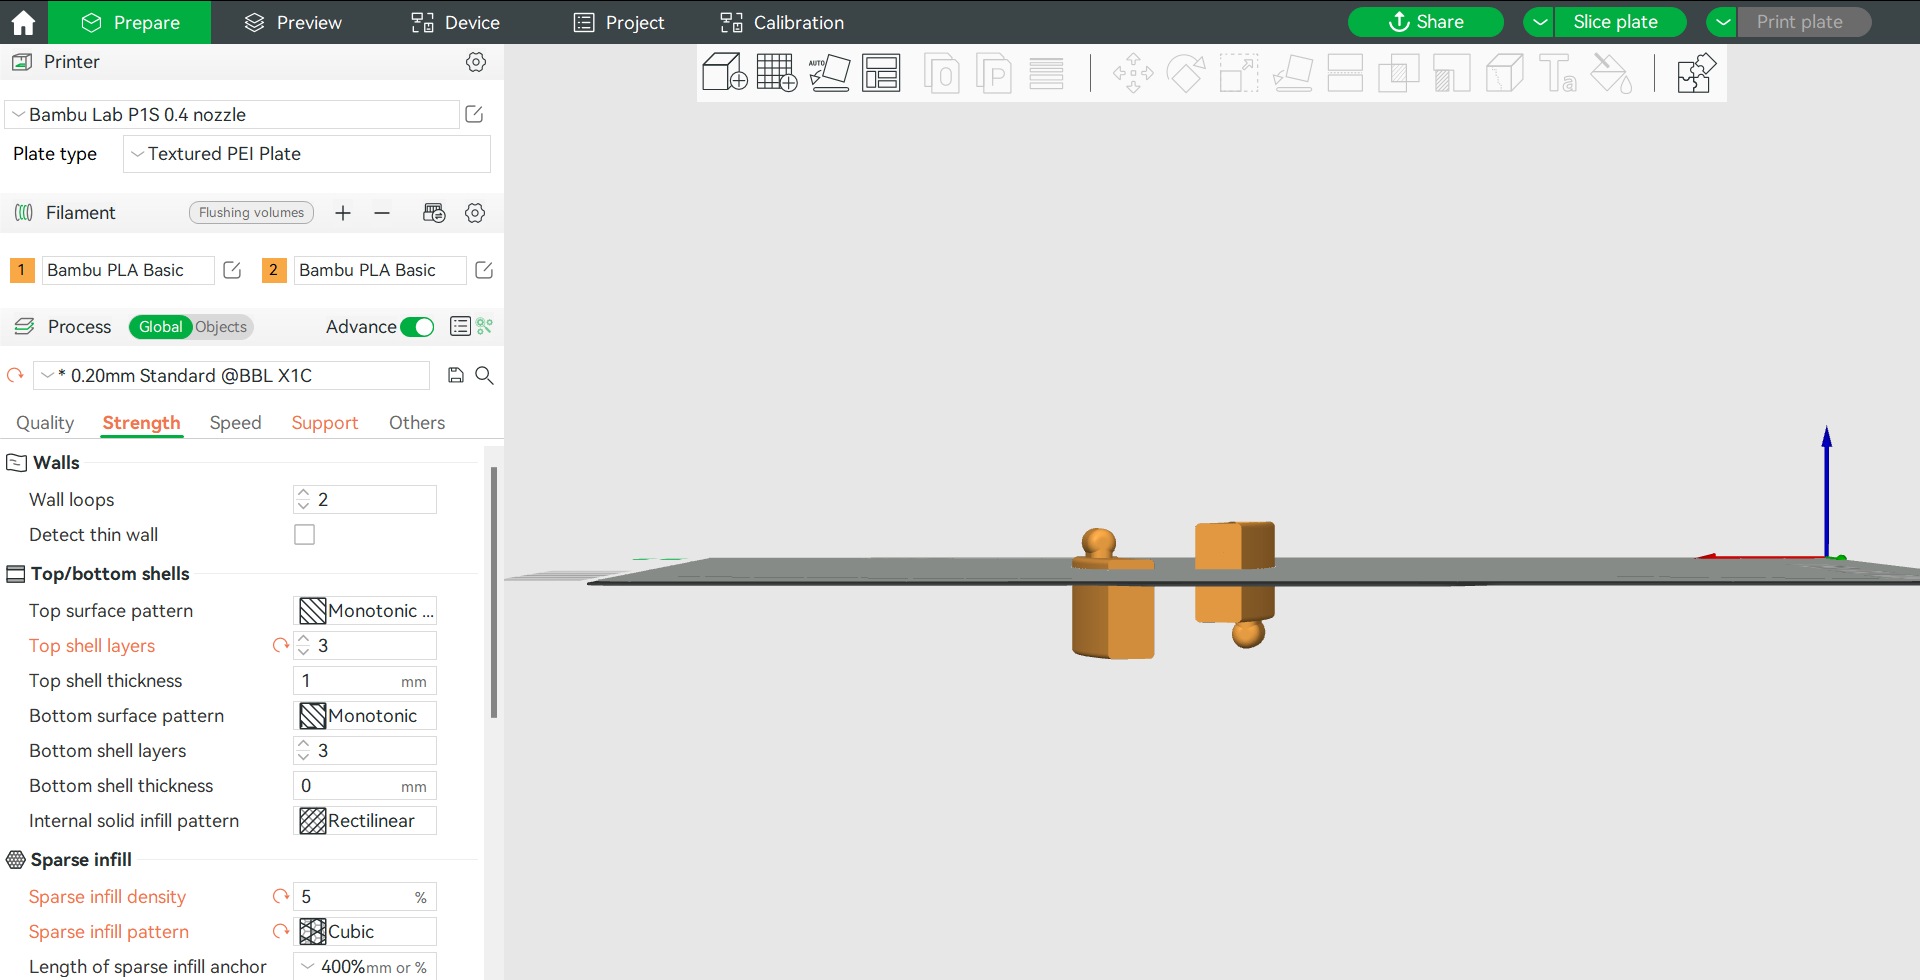 Prepare
Preview
Device
Project
Calibration
Share
Slice plate
Print plate
Printer
Bambu Lab P1S 0.4 nozzle
Plate type
Textured PEI Plate
Filament
Flushing volumes
1 Bambu PLA Basic
2 Bambu PLA Basic
Process
Global Objects
Advance
* 0.20mm Standard @BBL X1C
Quality Strength Speed Support Others
Walls
Wall loops 2
Detect thin wall
Top/bottom shells
Top surface pattern Monotonic ...
Top shell layers 3
Top shell thickness 1 mm
Bottom surface pattern Monotonic
Bottom shell layers 3
Bottom shell thickness 0 mm
Internal solid infill pattern Rectilinear
Sparse infill
Sparse infill density 5 %
Sparse infill pattern Cubic
Length of sparse infill anchor 400% mm or %
AUTO
O
P
Ta